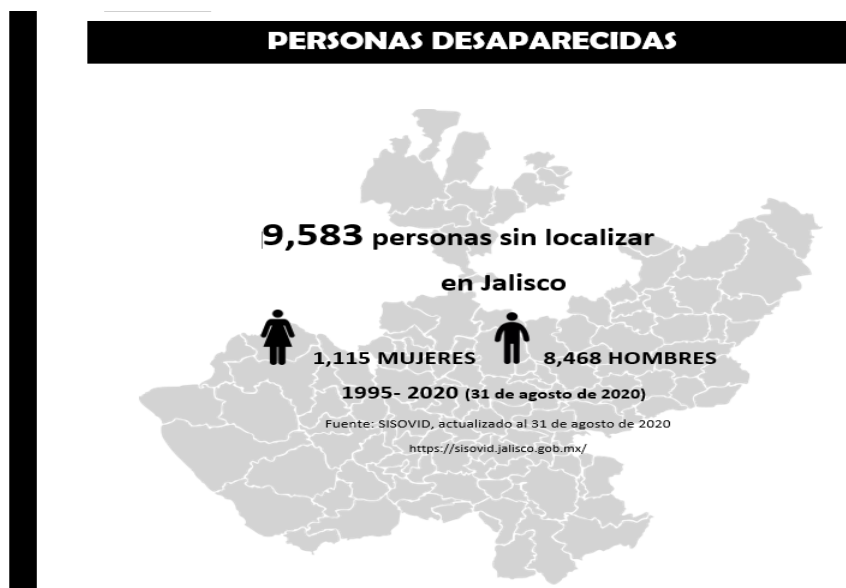 PERSONAS DESAPARECIDAS
9,583 personas sin localizar
en Jalisco
1,115 MUJERES 8,468 HOMBRES
1995- 2020 (31 de agosto de 2020)
Fuente: SISOVID, actualizado al 31 de agosto de 2020
https://sisovid.jalisco.gob.mx/